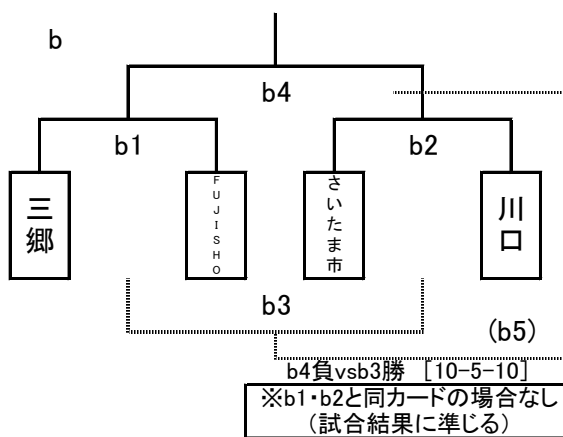 b
b4
b1
b2
三郷
FUJISHO
さいたま市
川口
b3
(b5)
b4負vsb3勝 [10-5-10]
※b1・b2と同カードの場合なし
(試合結果に準じる)